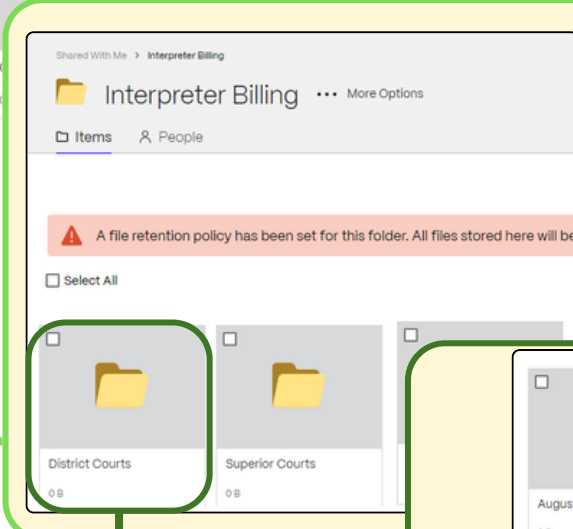 Shared With Me > Interpreter Billing
Interpreter Billing ••• More Options
Items People
A file retention policy has been set for this folder. All files stored here will be
Select All
District Courts Superior Courts
0 B 0 B
Augus